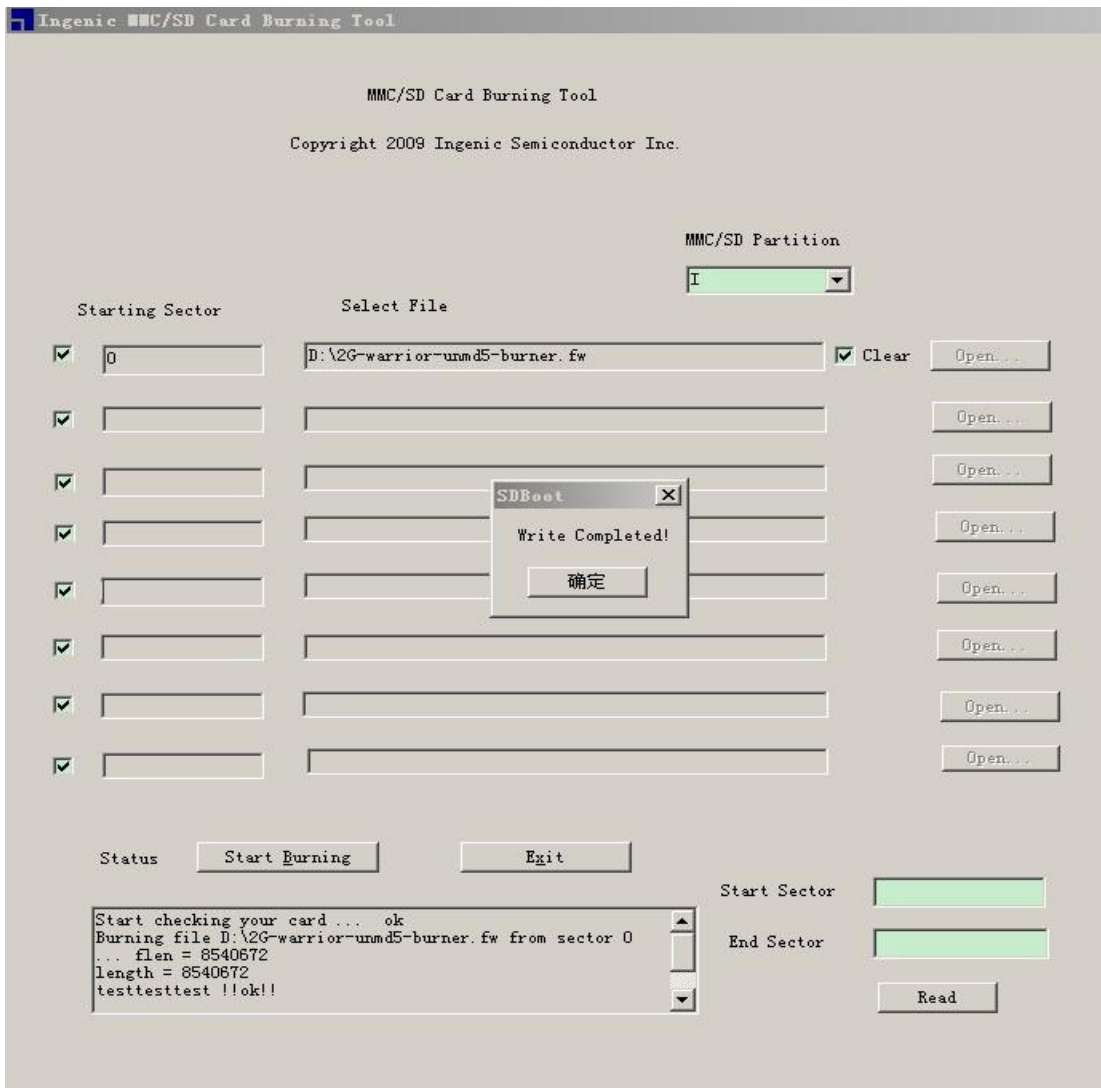 Ingenic MMC/SD Card Burning Tool
MMC/SD Card Burning Tool
Copyright 2009 Ingenic Semiconductor Inc.
MMC/SD Partition
I
Starting Sector Select File
0 D:\2G-warrior-unmd5-burner.fw Clear Open...
Open...
Open...
SDBoot
Write Completed!
Open...
确定
Open...
Open...
Open...
Open...
Status Start Burning Exit
Start Sector
Start checking your card ... ok
Burning file D:\2G-warrior-unmd5-burner.fw from sector 0
... flen = 8540672
length = 8540672
testtesttest !!ok!!
End Sector
Read